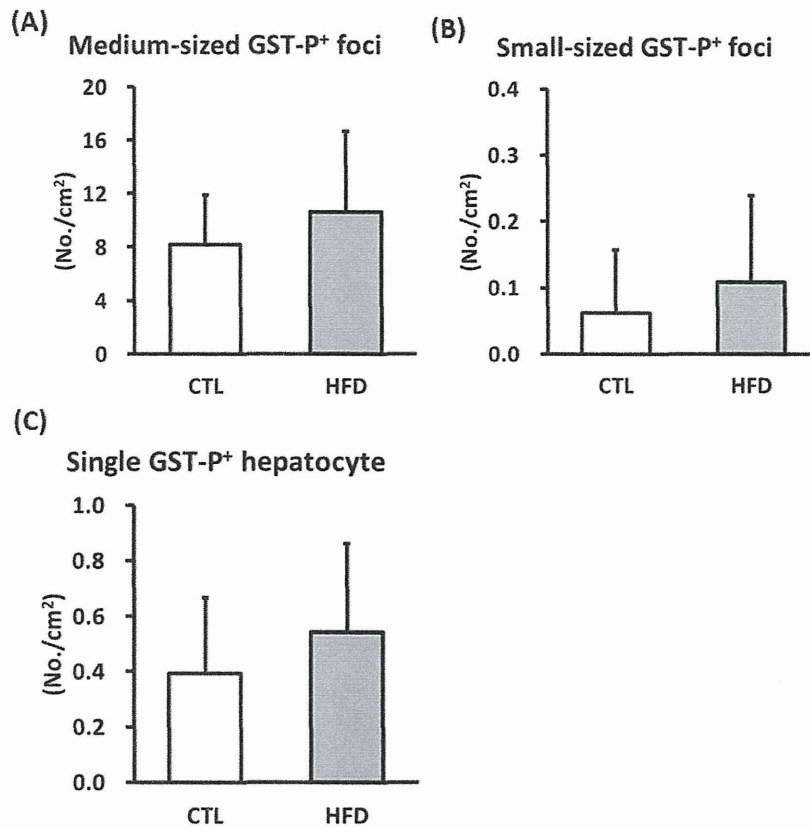 (A)
Medium-sized GST-P⁺ foci
(No./cm²)
20
16
12
8
4
0
CTL HFD
(B)
Small-sized GST-P⁺ foci
(No./cm²)
0.4
0.3
0.2
0.1
0.0
CTL HFD
(C)
Single GST-P⁺ hepatocyte
(No./cm²)
1.0
0.8
0.6
0.4
0.2
0.0
CTL HFD